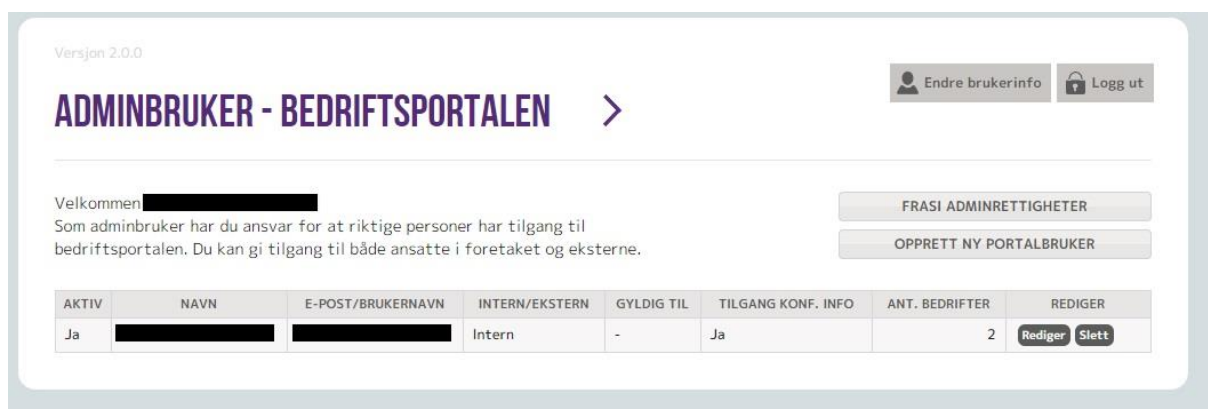 Versjon 2.0.0
Endre brukerinfo
Logg ut
ADMINBRUKER - BEDRIFTSPORTALEN >
Velkommen
Som adminbruker har du ansvar for at riktige personer har tilgang til
bedriftsportalen. Du kan gi tilgang til både ansatte i foretaket og eksterne.
FRASI ADMINRETTIGHETER
OPPRETT NY PORTALBRUKER
AKTIV NAVN E-POST/BRUKERNAVN INTERN/EKSTERN GYLDIG TIL TILGANG KONF. INFO ANT. BEDRIFTER REDIGER
Ja Intern - Ja 2 Rediger Slett